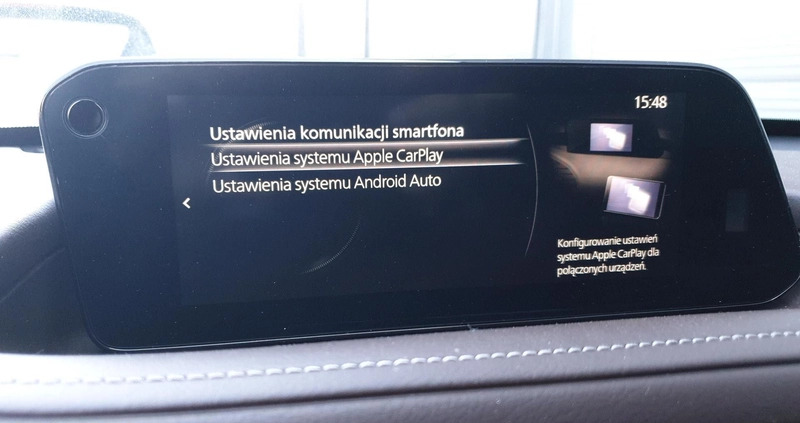 15:48
Ustawienia komunikacji smartfona
Ustawienia systemu Apple CarPlay
Ustawienia systemu Android Auto
Konfigurowanie ustawień
systemu Apple CarPlay dla
połączonych urządzeń.